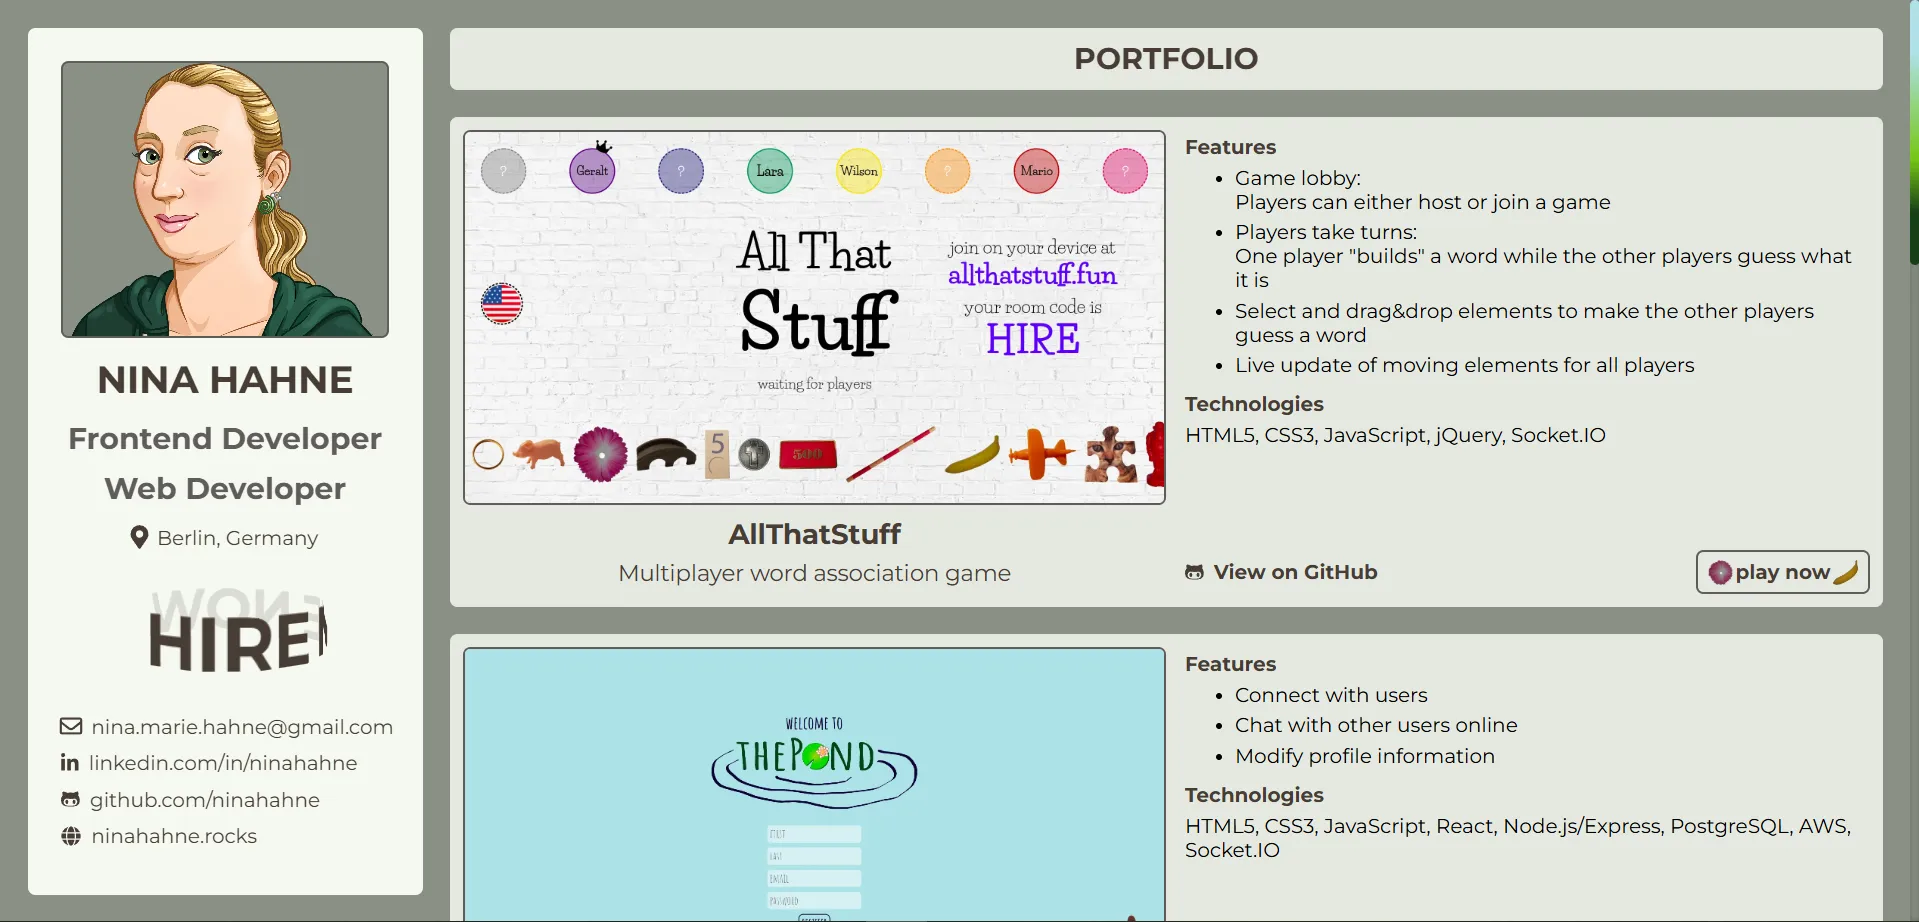 NINA HAHNE
Frontend Developer
Web Developer
Berlin, Germany
NOW
HIRE
nina.marie.hahne@gmail.com
linkedin.com/in/ninahahne
github.com/ninahahne
ninahahne.rocks
PORTFOLIO
?
Geralt
?
Lara
Wilson
?
Mario
?
All That
Stuff
join on your device at
allthatstuff.fun
your room code is
HIRE
waiting for players
5
500
AllThatStuff
Multiplayer word association game
Features
• Game lobby:
Players can either host or join a game
• Players take turns:
One player "builds" a word while the other players guess what
it is
• Select and drag&drop elements to make the other players
guess a word
• Live update of moving elements for all players
Technologies
HTML5, CSS3, JavaScript, jQuery, Socket.IO
View on GitHub
play now
WELCOME TO
THEPOND
FIRST
LAST
EMAIL
PASSWORD
Features
• Connect with users
• Chat with other users online
• Modify profile information
Technologies
HTML5, CSS3, JavaScript, React, Node.js/Express, PostgreSQL, AWS,
Socket.IO